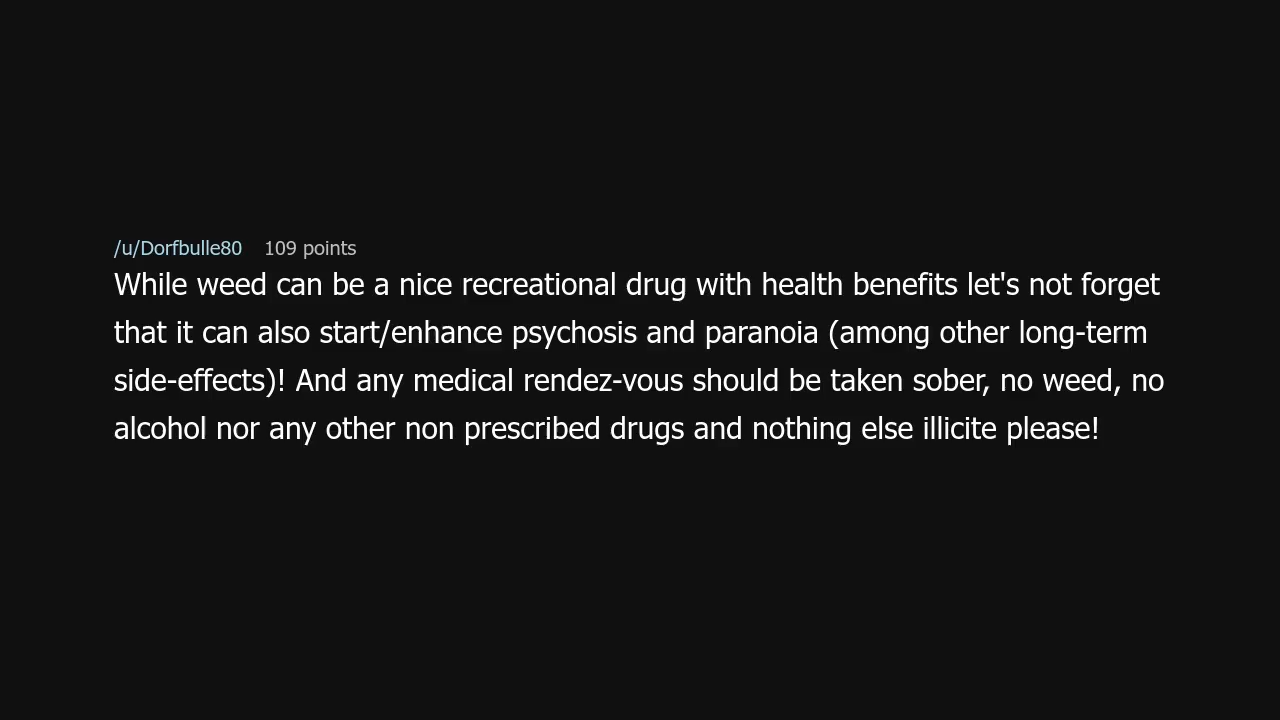 /u/Dorfbulle80 109 points
While weed can be a nice recreational drug with health benefits let's not forget
that it can also start/enhance psychosis and paranoia (among other long-term
side-effects)! And any medical rendez-vous should be taken sober, no weed, no
alcohol nor any other non prescribed drugs and nothing else illicite please!